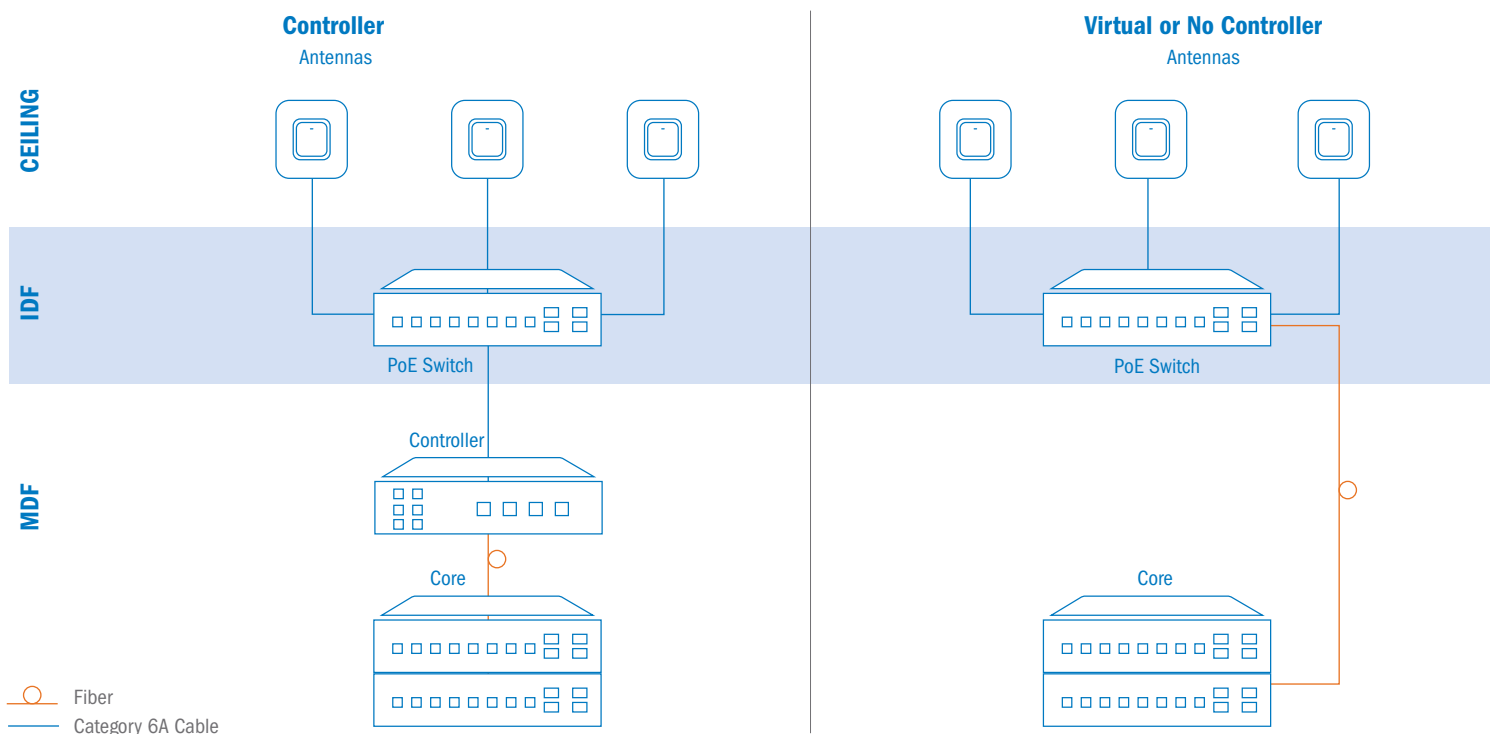 Controller
Antennas
Virtual or No Controller
Antennas
CEILING
IDF
PoE Switch
PoE Switch
MDF
Controller
Core
Core
Fiber
Category 6A Cable